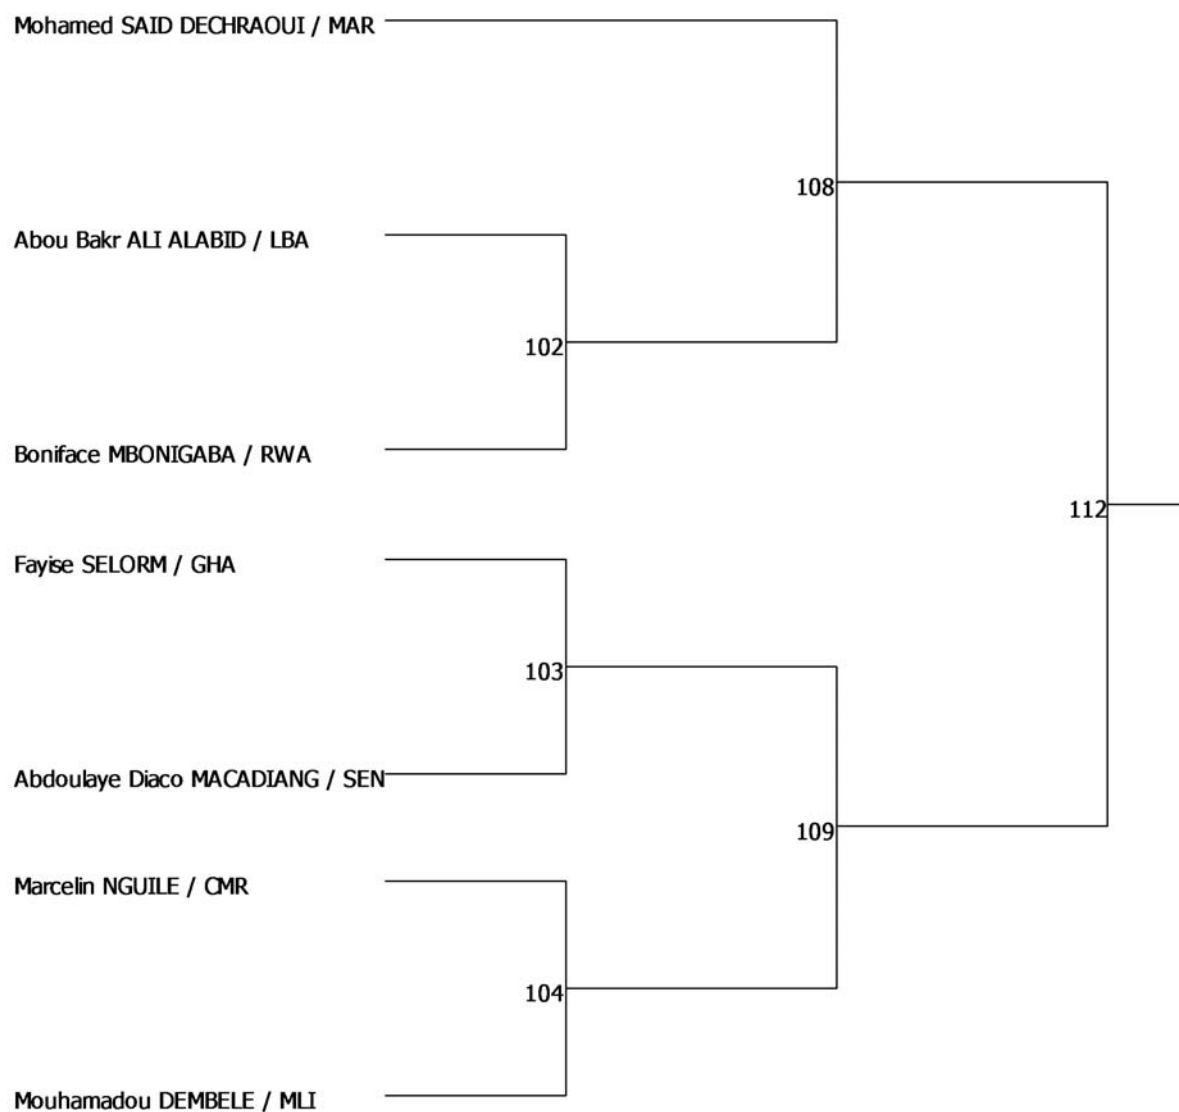 Mohamed SAID DECHRAOUI / MAR
108
Abou Bakr ALI ALABID / LBA
102
Boniface MBONIGABA / RWA
112
Fayise SELORM / GHA
103
Abdoulaye Diaco MACADIANG / SEN
109
Marcelin NGUILE / CMR
104
Mouhamadou DEMBELE / MLI